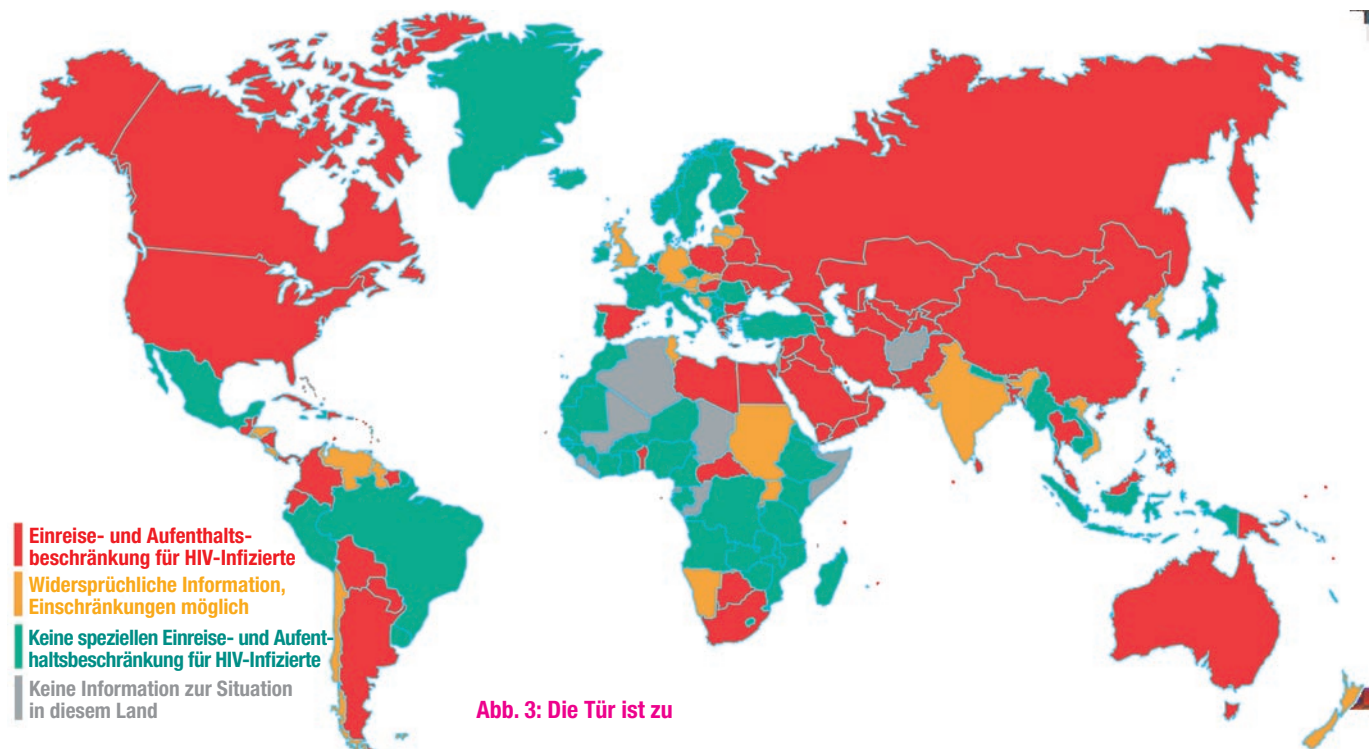 Einreise- und Aufenthalts-
beschränkung für HIV-Infizierte
Widersprüchliche Information,
Einschränkungen möglich
Keine speziellen Einreise- und Aufent-
haltsbeschränkung für HIV-Infizierte
Keine Information zur Situation
in diesem Land
Abb. 3: Die Tür ist zu